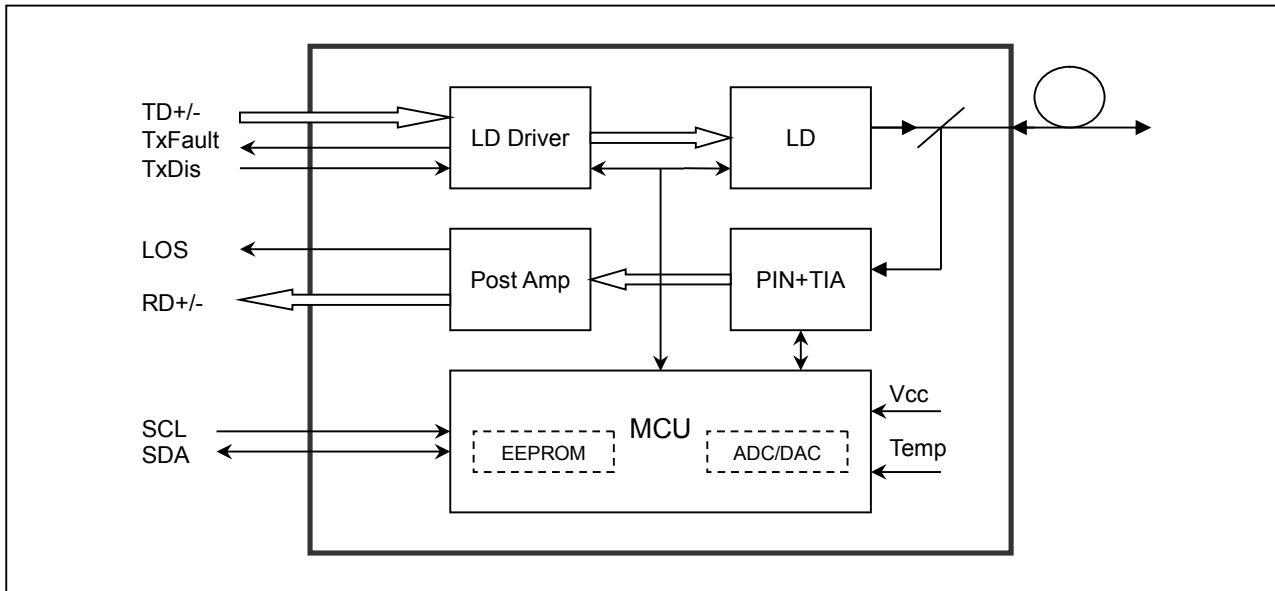 TD+/-
TxFault
TxDis
LD Driver
LD
LOS
RD+/-
Post Amp
PIN+TIA
SCL
SDA
MCU
EEPROM
ADC/DAC
Vcc
Temp